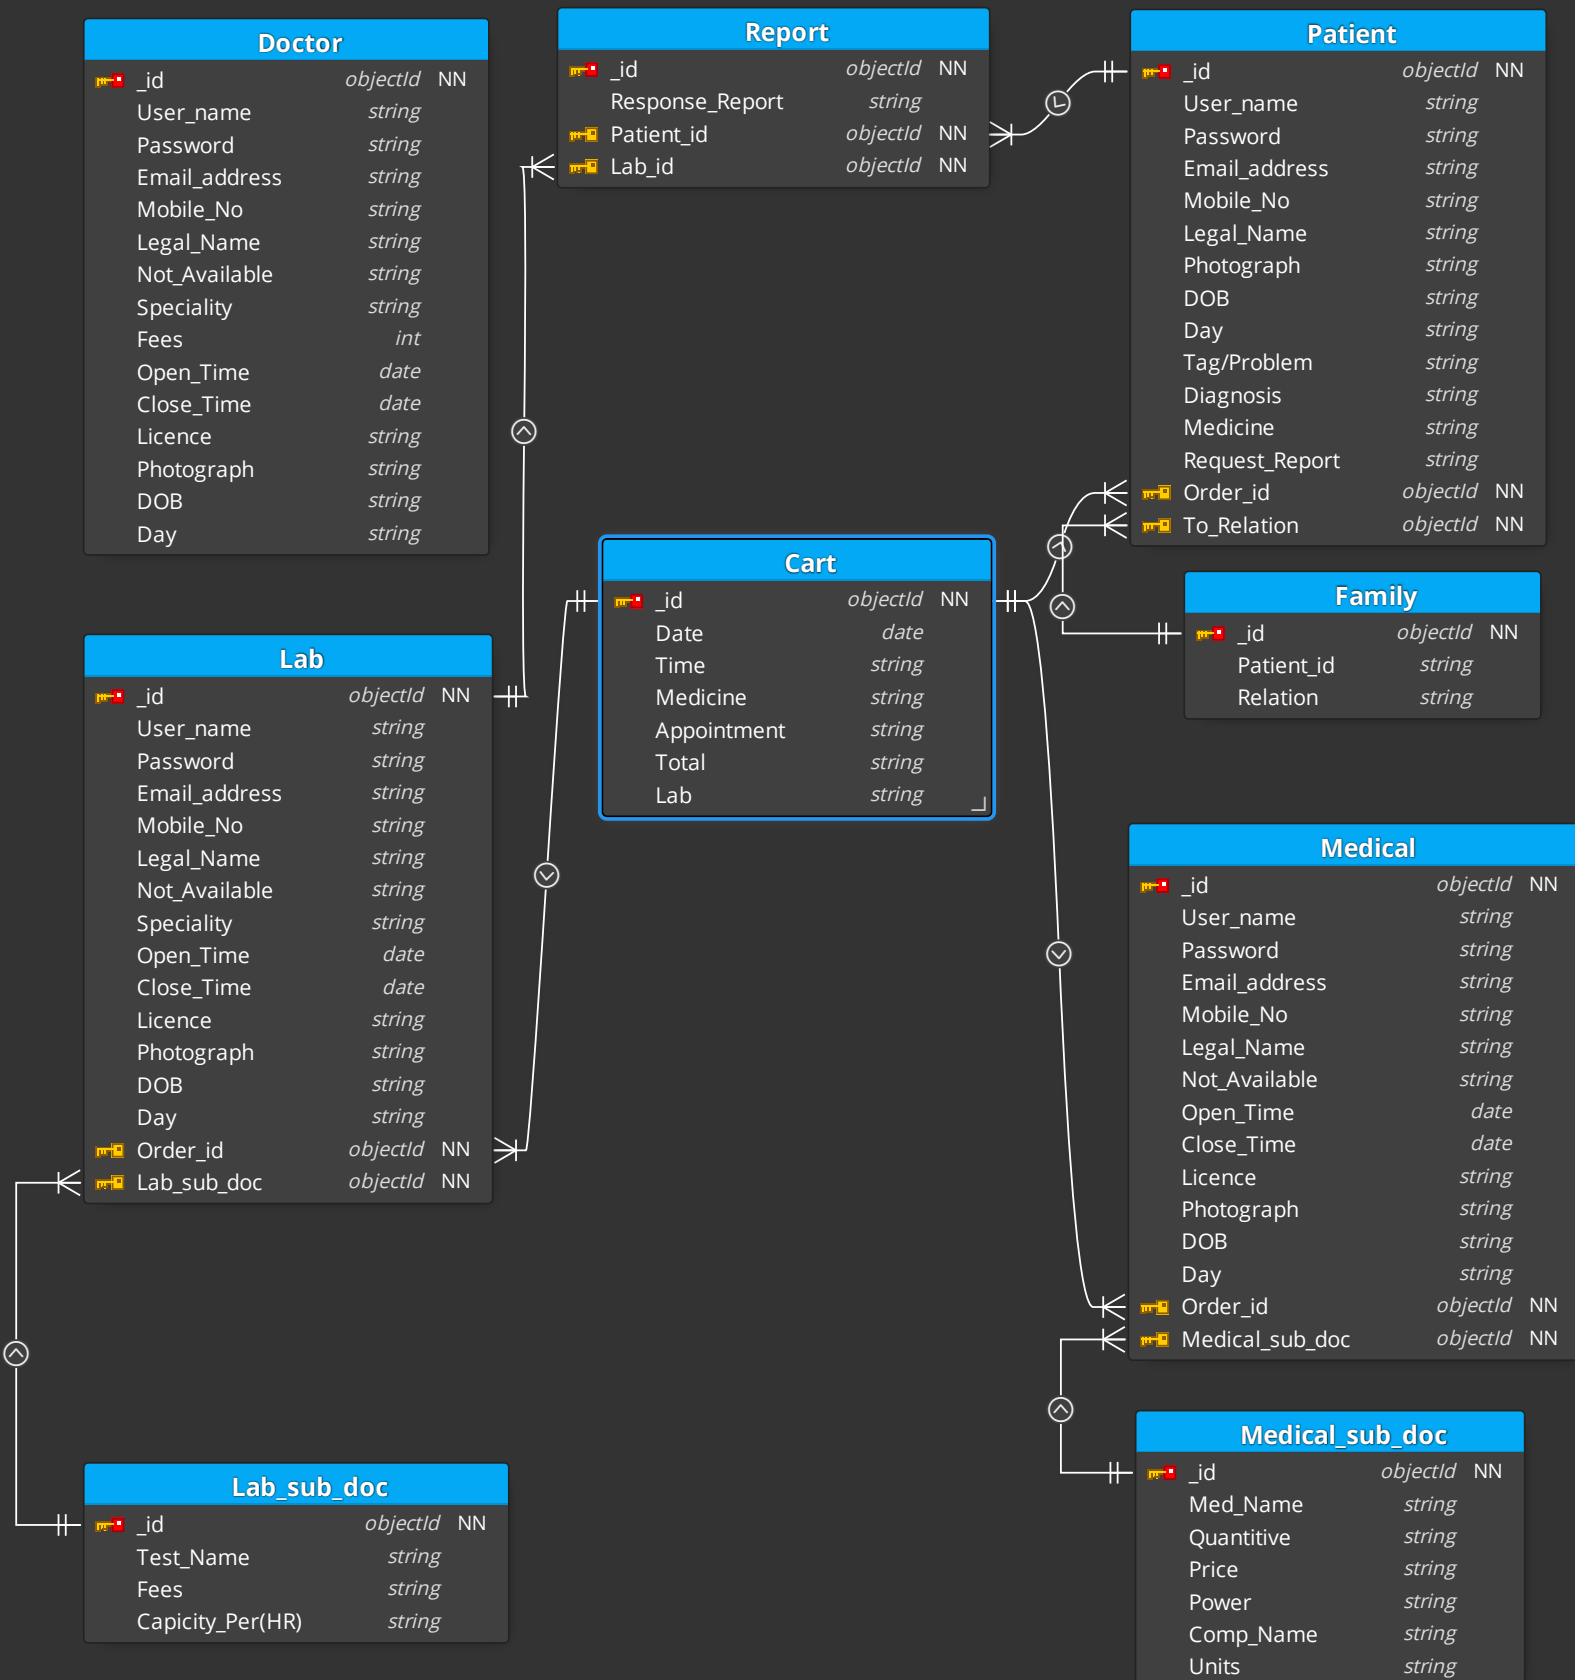 Doctor
_id objectId NN
User_name string
Password string
Email_address string
Mobile_No string
Legal_Name string
Not_Available string
Speciality string
Fees int
Open_Time date
Close_Time date
Licence string
Photograph string
DOB string
Day string
Report
_id objectId NN
Response_Report string
Patient_id objectId NN
Lab_id objectId NN
Patient
_id objectId NN
User_name string
Password string
Email_address string
Mobile_No string
Legal_Name string
Photograph string
DOB string
Day string
Tag/Problem string
Diagnosis string
Medicine string
Request_Report string
Order_id objectId NN
To_Relation objectId NN
Cart
_id objectId NN
Date date
Time string
Medicine string
Appointment string
Total string
Lab string
Family
_id objectId NN
Patient_id string
Relation string
Lab
_id objectId NN
User_name string
Password string
Email_address string
Mobile_No string
Legal_Name string
Not_Available string
Speciality string
Open_Time date
Close_Time date
Licence string
Photograph string
DOB string
Day string
Order_id objectId NN
Lab_sub_doc objectId NN
Medical
_id objectId NN
User_name string
Password string
Email_address string
Mobile_No string
Legal_Name string
Not_Available string
Open_Time date
Close_Time date
Licence string
Photograph string
DOB string
Day string
Order_id objectId NN
Medical_sub_doc objectId NN
Lab_sub_doc
_id objectId NN
Test_Name string
Fees string
Capicity_Per(HR) string
Medical_sub_doc
_id objectId NN
Med_Name string
Quantitive string
Price string
Power string
Comp_Name string
Units string